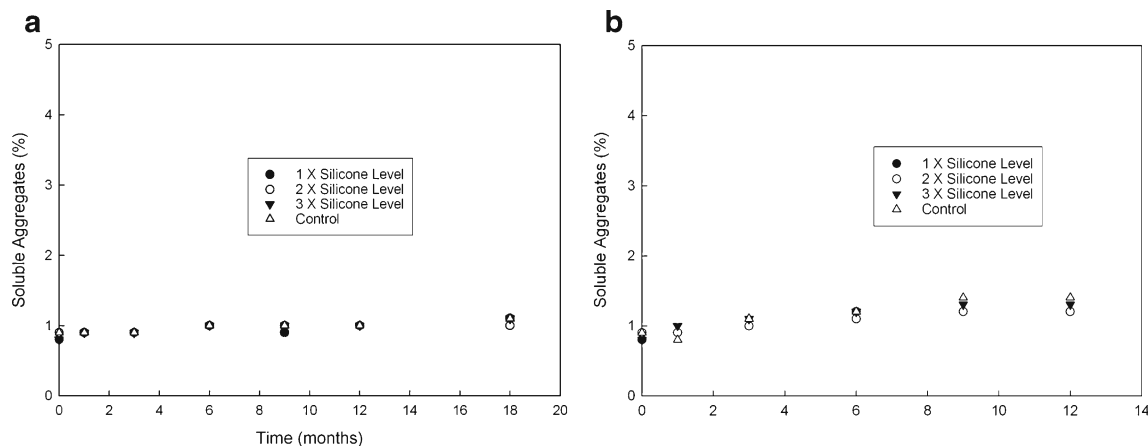 a
Soluble Aggregates (%)
5
4
3
2
1
0
1 X Silicone Level
2 X Silicone Level
3 X Silicone Level
Control
0 2 4 6 8 10 12 14 16 18 20
Time (months)
b
Soluble Aggregates (%)
5
4
3
2
1
0
1 X Silicone Level
2 X Silicone Level
3 X Silicone Level
Control
0 2 4 6 8 10 12 14